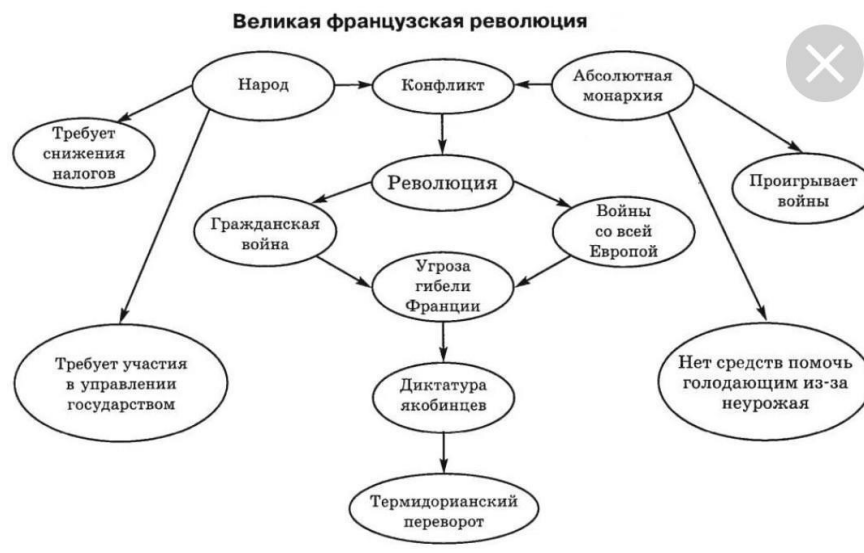 Великая французская революция
Народ
Конфликт
Абсолютная
монархия
Требует
снижения
налогов
Революция
Проигрывает
войны
Гражданская
война
Войны
со всей
Европой
Угроза
гибели
Франции
Требует участия
в управлении
государством
Диктатура
якобинцев
Нет средств помочь
голодающим из-за
неурожая
Термидорианский
переворот